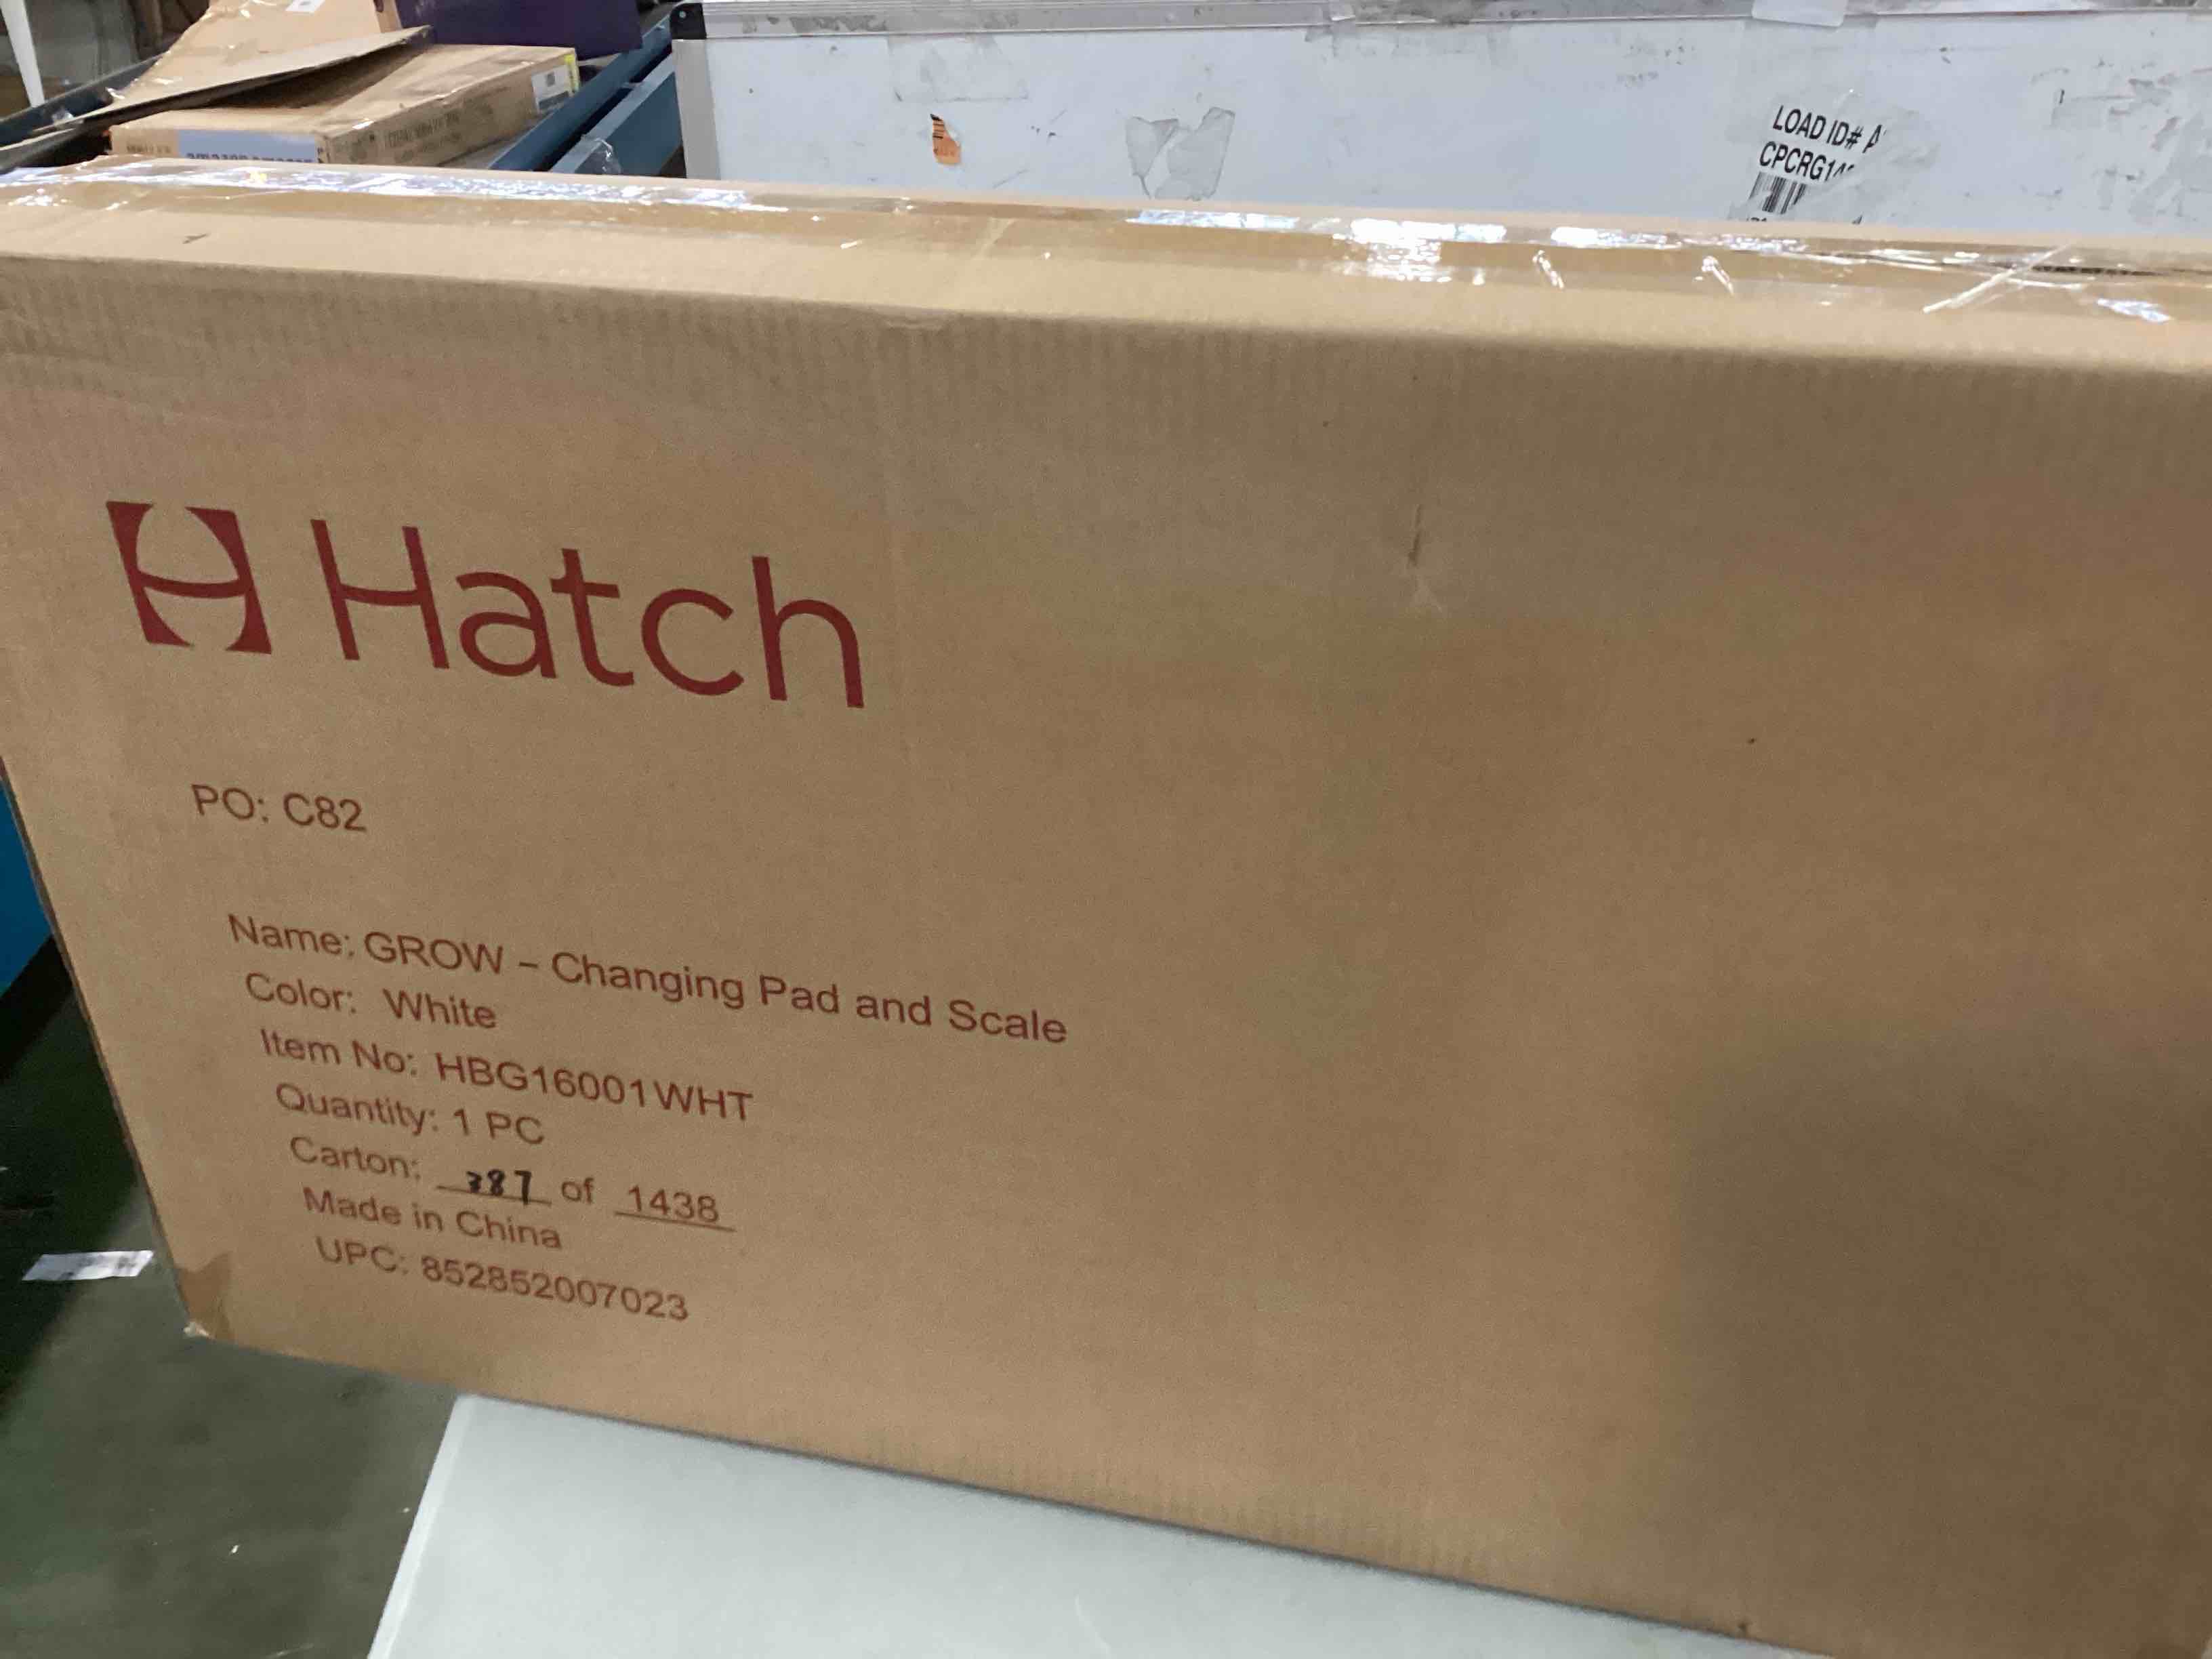 LOAD ID#
Hatch
PO: C82
Name: GROW – Changing Pad and Scale
Color: White
Item No: HBG16001WHT
Quantity: 1 PC
Carton: 387 of 1438
Made in China
UPC: 852852007023